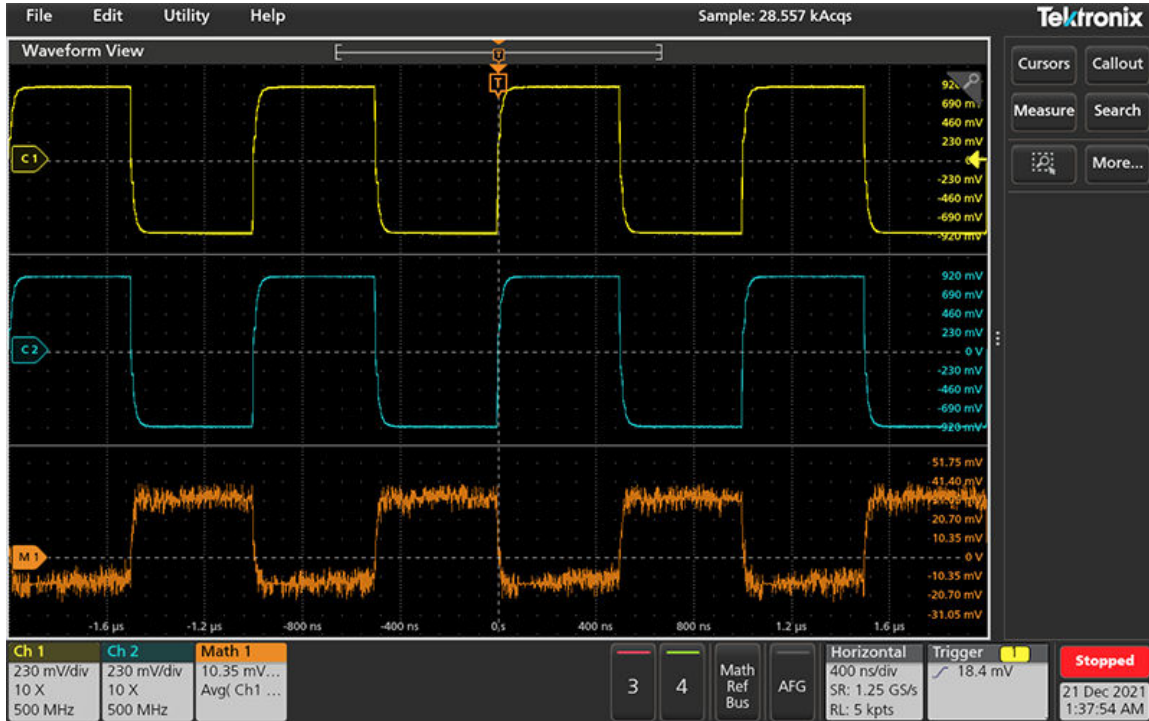 File Edit Utility Help Sample: 28.557 kAcqs Tektronix
Waveform View
Cursors Callout
Measure Search
More...
T
T
C 1
690 m
460 mV
230 mV
-230 mV
-460 mV
-690 mV
-920 mV
C 2
920 mV
690 mV
460 mV
230 mV
0 V
-230 mV
-460 mV
-690 mV
-920 mV
M 1
51.75 mV
41.40 mV
20.70 mV
10.35 mV
0 V
-10.35 mV
-20.70 mV
-31.05 mV
-1.6 µs -1.2 µs -800 ns -400 ns 0 s 400 ns 800 ns 1.2 µs 1.6 µs
Ch 1
230 mV/div
10 X
500 MHz
Ch 2
230 mV/div
10 X
500 MHz
Math 1
10.35 mV...
Avg( Ch1 ...
3
4
Math
Ref
Bus
AFG
Horizontal
400 ns/div
SR: 1.25 GS/s
RL: 5 kpts
Trigger 1
18.4 mV
Stopped
21 Dec 2021
1:37:54 AM